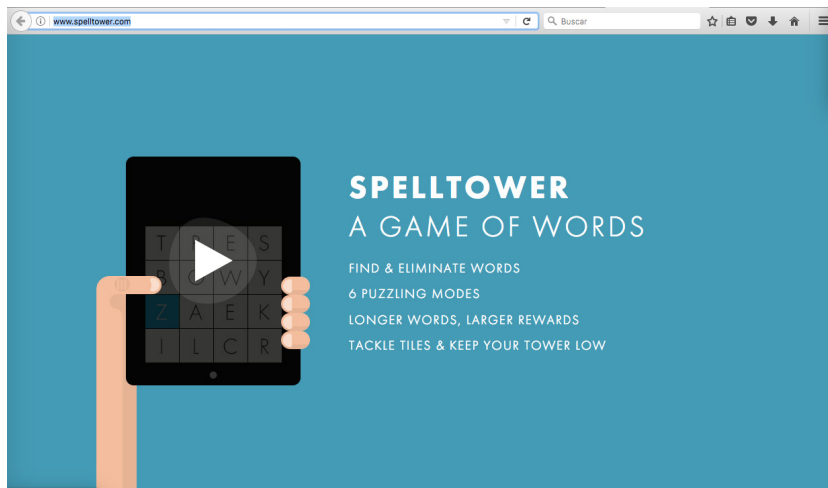 www.spelltower.com
Buscar
SPELLTOWER
A GAME OF WORDS
FIND & ELIMINATE WORDS
6 PUZZLING MODES
LONGER WORDS, LARGER REWARDS
TACKLE TILES & KEEP YOUR TOWER LOW
T E S
B O W Y
Z A E K
I L C R